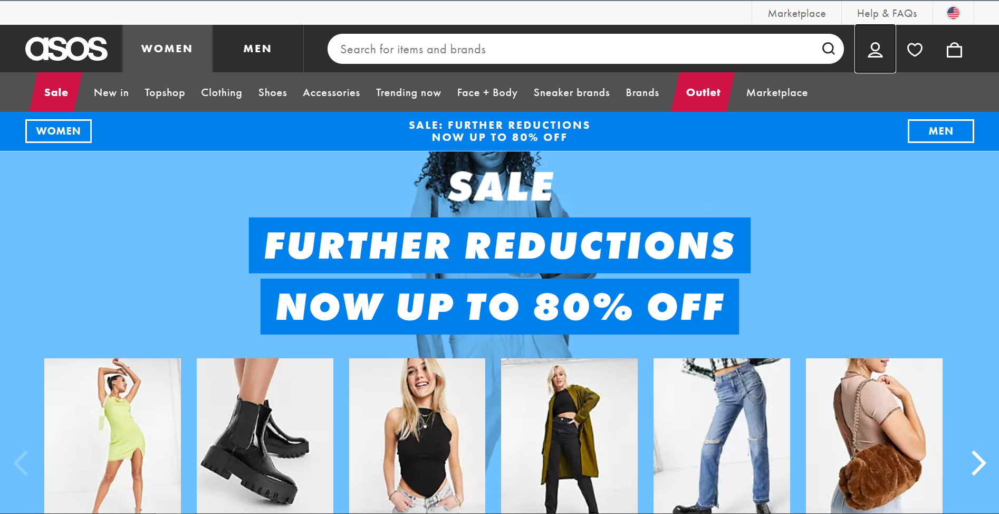 Marketplace
Help & FAQs
asos
WOMEN
MEN
Search for items and brands
Sale
New in
Topshop
Clothing
Shoes
Accessories
Trending now
Face + Body
Sneaker brands
Brands
Outlet
Marketplace
WOMEN
SALE: FURTHER REDUCTIONS
NOW UP TO 80% OFF
MEN
SALE
FURTHER REDUCTIONS
NOW UP TO 80% OFF